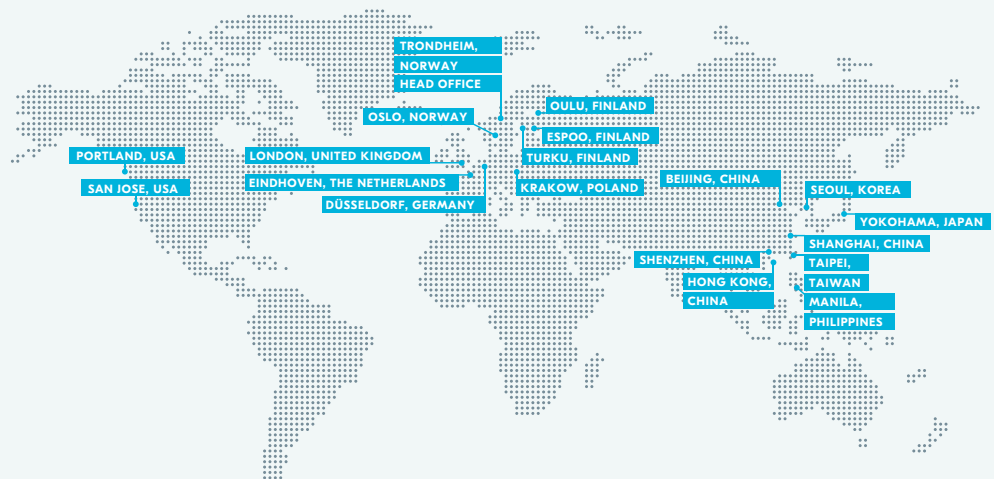 TRONDHEIM,
NORWAY
HEAD OFFICE
OSLO, NORWAY
OULU, FINLAND
ESPOO, FINLAND
TURKU, FINLAND
PORTLAND, USA
SAN JOSE, USA
LONDON, UNITED KINGDOM
EINDHOVEN, THE NETHERLANDS
DÜSSELDORF, GERMANY
KRAKOW, POLAND
BEIJING, CHINA
SEOUL, KOREA
YOKOHAMA, JAPAN
SHANGHAI, CHINA
SHENZHEN, CHINA
HONG KONG,
CHINA
TAIPEI,
TAIWAN
MANILA,
PHILIPPINES